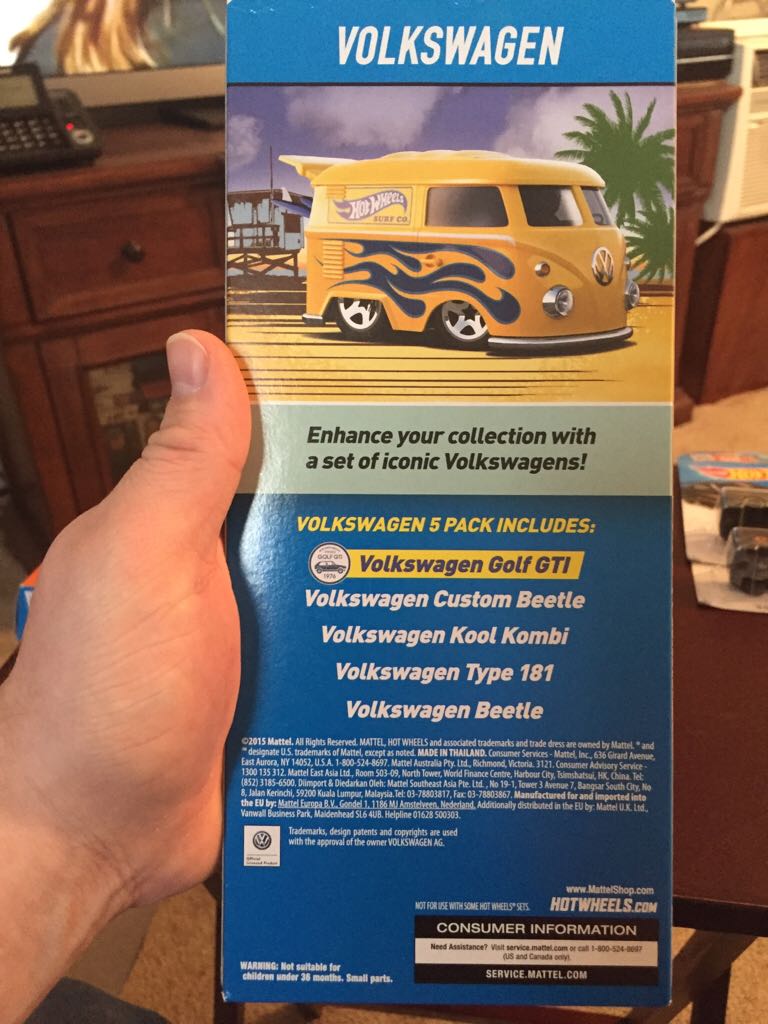 VOLKSWAGEN
HOT WHEELS
SURF CO.
Enhance your collection with
a set of iconic Volkswagens!
VOLKSWAGEN 5 PACK INCLUDES:
GOLF GTI
1976
Volkswagen Golf GTI
Volkswagen Custom Beetle
Volkswagen Kool Kombi
Volkswagen Type 181
Volkswagen Beetle
©2015 Mattel. All Rights Reserved. MATTEL, HOT WHEELS and associated trademarks and trade dress are owned by Mattel. ® and
™ designate U.S. trademarks of Mattel, except as noted. MADE IN THAILAND. Consumer Services - Mattel, Inc., 636 Girard Avenue,
East Aurora, NY 14052, U.S.A. 1-800-524-8697. Mattel Australia Pty. Ltd., Richmond, Victoria. 3121. Consumer Advisory Service -
1300 135 312. Mattel East Asia Ltd., Room 503-09, North Tower, World Finance Centre, Harbour City, Tsimshatsui, HK, China. Tel:
(852) 3185-6500. Diimport & Diedarkan Oleh: Mattel Southeast Asia Pte. Ltd., No 19-1, Tower 3 Avenue 7, Bangsar South City, No
8, Jalan Kerinchi, 59200 Kuala Lumpur, Malaysia. Tel: 03-78803817, Fax: 03-78803867. Manufactured for and imported into
the EU by: Mattel Europa B.V., Gondel 1, 1186 MJ Amstelveen, Nederland. Additionally distributed in the EU by: Mattel U.K. Ltd.,
Vanwall Business Park, Maidenhead SL6 4UB. Helpline 01628 500303.
Official
Licensed Product
Trademarks, design patents and copyrights are used
with the approval of the owner VOLKSWAGEN AG.
www.MattelShop.com
NOT FOR USE WITH SOME HOT WHEELS™ SETS.
HOTWHEELS.COM
CONSUMER INFORMATION
Need Assistance? Visit service.mattel.com or call 1-800-524-8697
(US and Canada only).
SERVICE.MATTEL.COM
WARNING: Not suitable for
children under 36 months. Small parts.